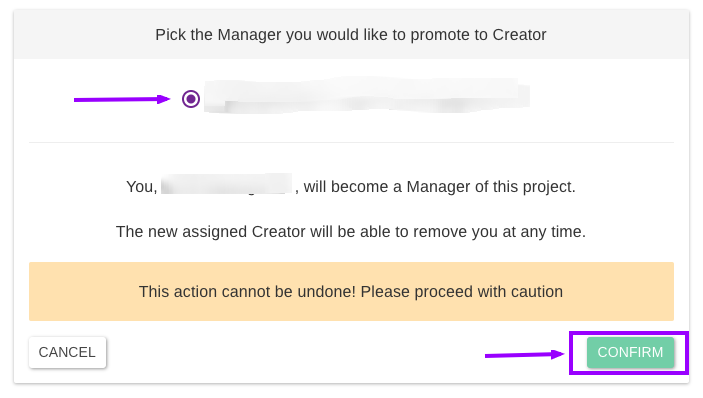 Pick the Manager you would like to promote to Creator
You, , will become a Manager of this project.
The new assigned Creator will be able to remove you at any time.
This action cannot be undone! Please proceed with caution
CANCEL
CONFIRM